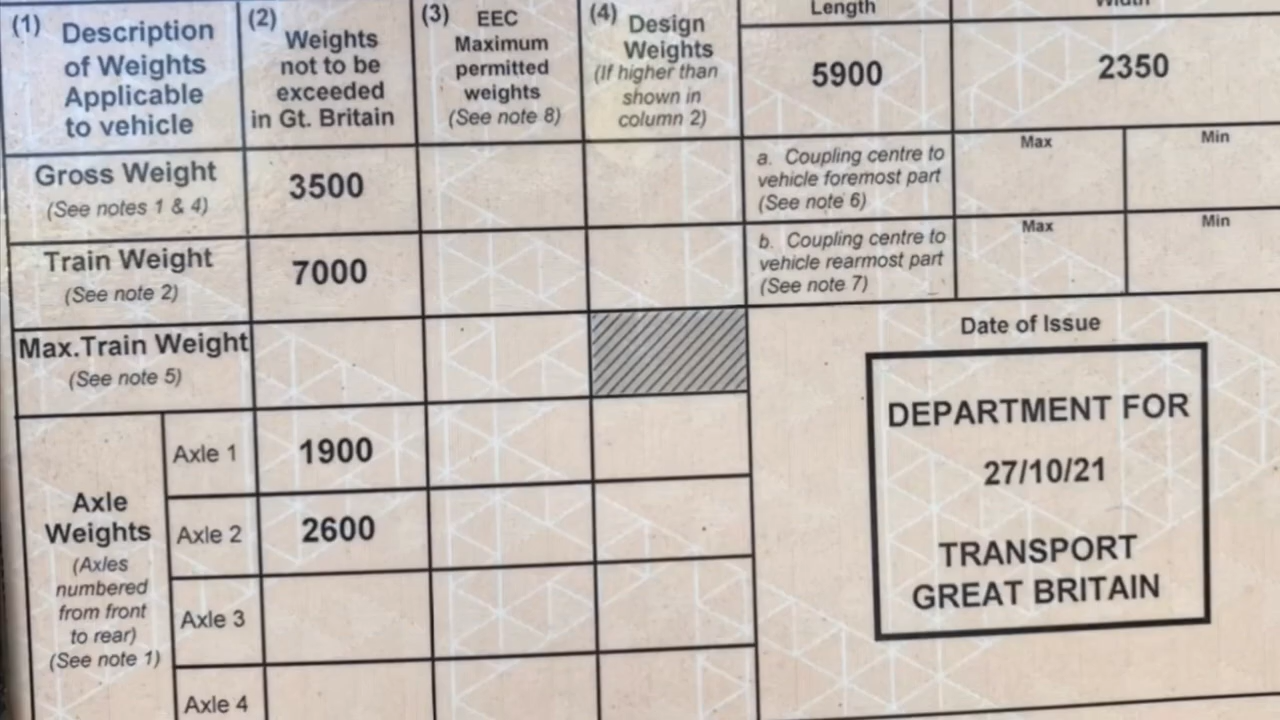 (1) Description
of Weights
Applicable
to vehicle
(2) Weights
not to be
exceeded
in Gt. Britain
(3) EEC
Maximum
permitted
weights
(See note 8)
(4) Design
Weights
(If higher than
shown in
column 2)
Length
Width
5900
2350
Gross Weight
(See notes 1 & 4)
3500
a. Coupling centre to
vehicle foremost part
(See note 6)
Max
Min
Train Weight
(See note 2)
7000
b. Coupling centre to
vehicle rearmost part
(See note 7)
Max
Min
Max.Train Weight
(See note 5)
Date of Issue
DEPARTMENT FOR
27/10/21
TRANSPORT
GREAT BRITAIN
Axle
Weights
(Axles
numbered
from front
to rear)
(See note 1)
Axle 1
1900
Axle 2
2600
Axle 3
Axle 4